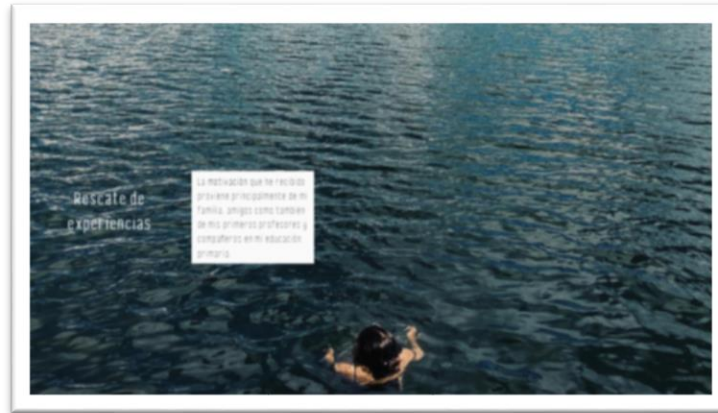 Rescate de
experiencias
La motivación que he recibido
proviene principalmente de mi
familia, amigos como también
de mis primeros profesores y
compañeros en mi educación
primaria.